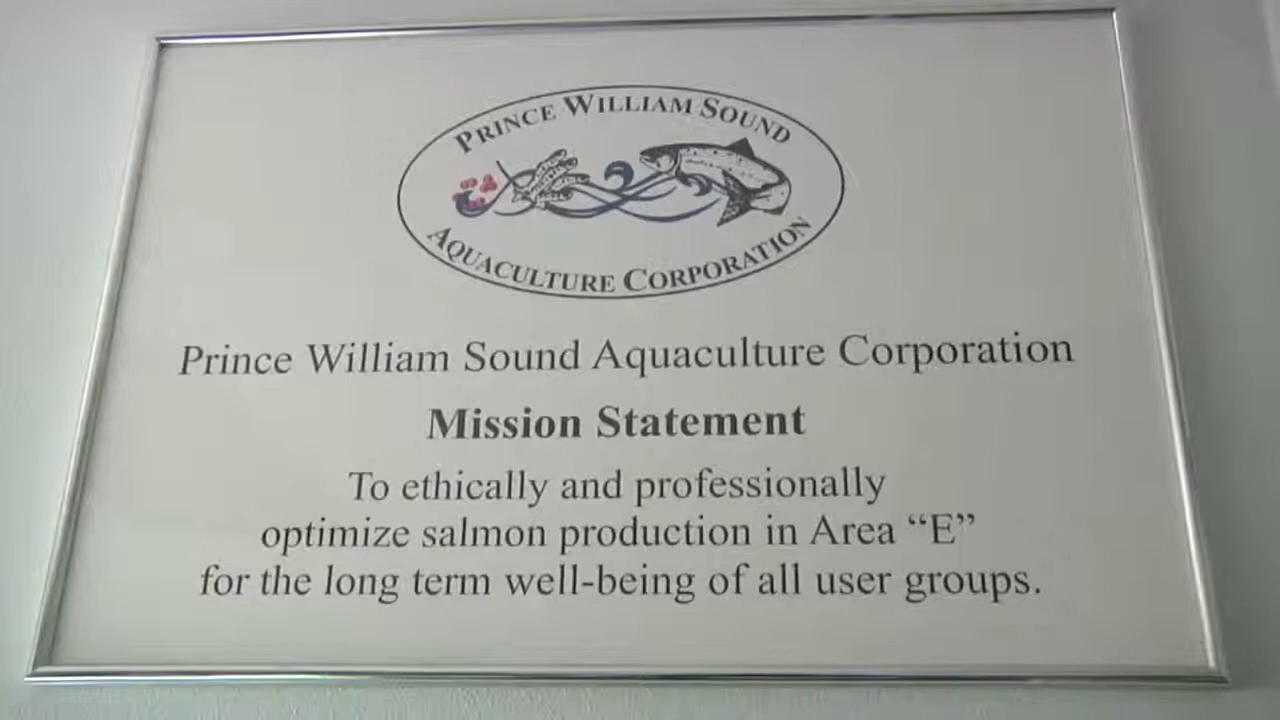 PRINCE WILLIAM SOUND
AQUACULTURE CORPORATION
Prince William Sound Aquaculture Corporation
Mission Statement
To ethically and professionally
optimize salmon production in Area “E”
for the long term well-being of all user groups.